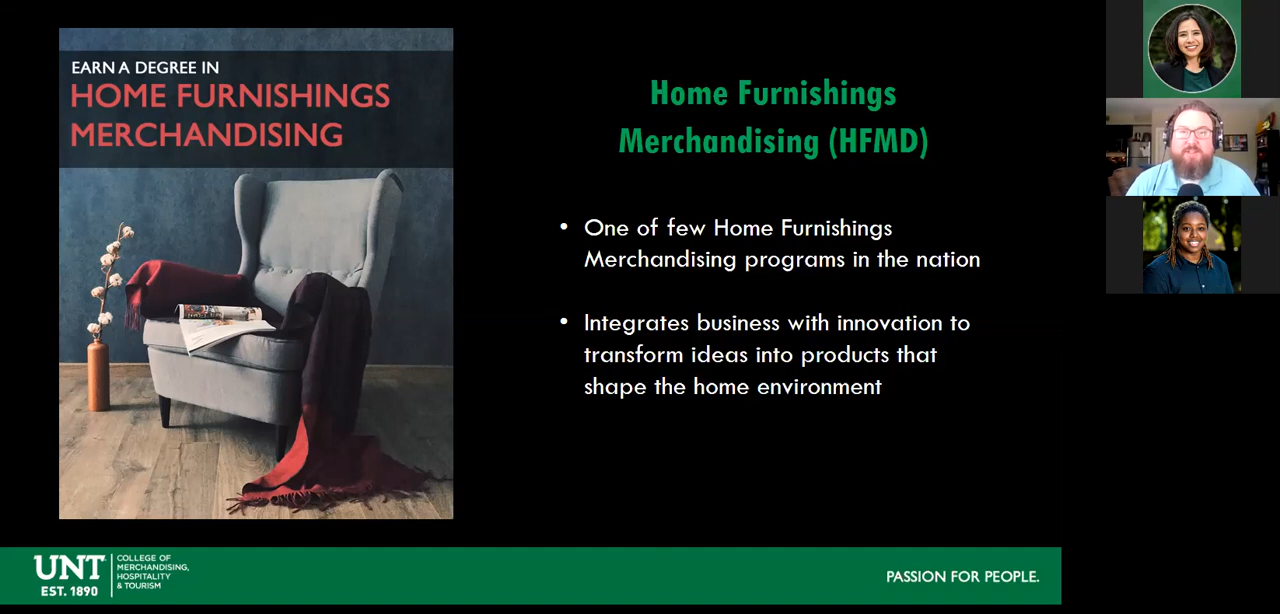 EARN A DEGREE IN
HOME FURNISHINGS
MERCHANDISING
Home Furnishings
Merchandising (HFMD)
• One of few Home Furnishings
Merchandising programs in the nation
• Integrates business with innovation to
transform ideas into products that
shape the home environment
UNT
EST. 1890
COLLEGE OF
MERCHANDISING,
HOSPITALITY
& TOURISM
PASSION FOR PEOPLE.